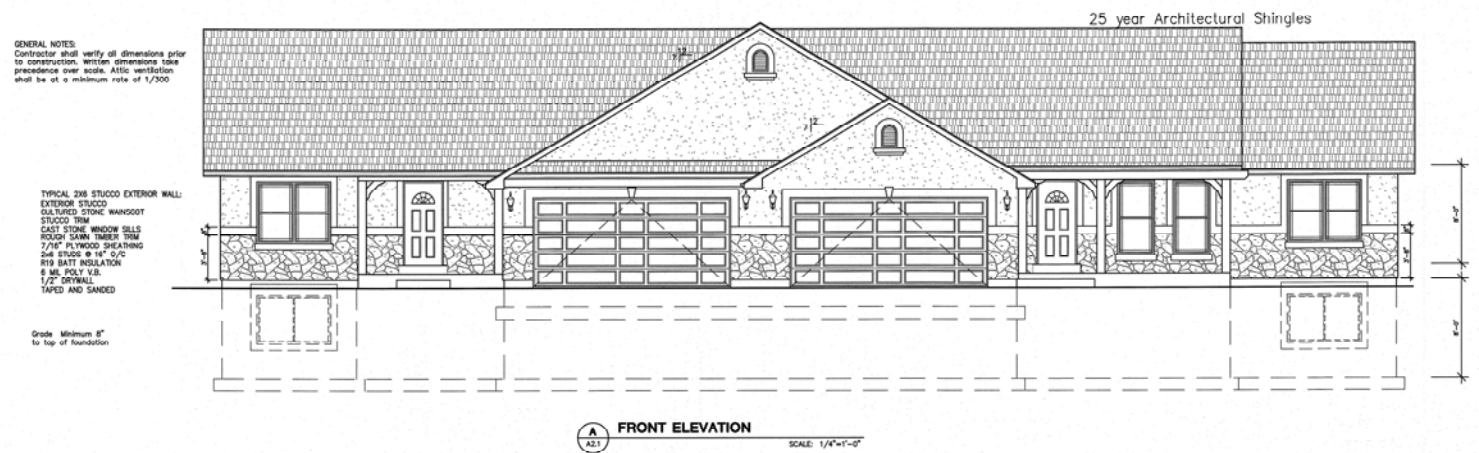 25 year Architectural Shingles
GENERAL NOTES:
Contractor shall verify all dimensions prior
to construction. Written dimensions take
precedence over scale. Attic ventilation
shall be at a minimum rate of 1/300
12
12
TYPICAL 2X6 STUCCO EXTERIOR WALL:
EXTERIOR STUCCO
CULTURED STONE WAINSCOT
STUCCO TRIM
CAST STONE WINDOW SILLS
ROUGH SAWN TIMBER TRIM
7/16" PLYWOOD SHEATHING
2x6 STUDS @ 16" O/C
R19 BATT INSULATION
6 MIL POLY V.B.
1/2" DRYWALL
TAPED AND SANDED
Grade Minimum 8"
to top of foundation
A
A2.1
FRONT ELEVATION
SCALE: 1/4"=1'-0"